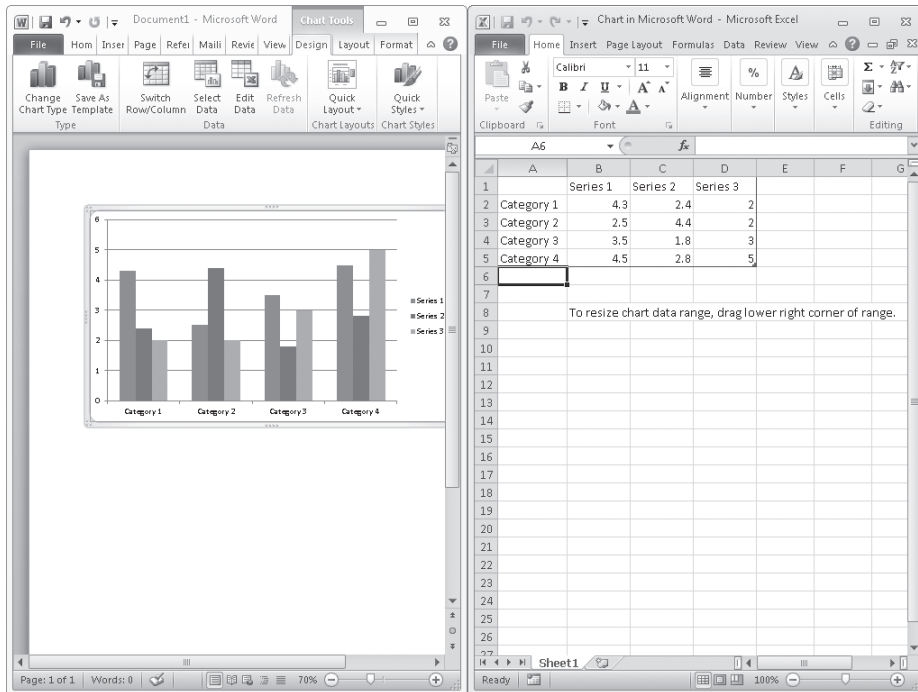 Document1 - Microsoft Word
Chart Tools
File Hom Inser Page Refer Maili Revie View Design Layout Format
Change Chart Type
Save As Template
Switch Row/Column
Select Data
Edit Data
Refresh Data
Quick Layout
Quick Styles
Type
Data
Chart Layouts
Chart Styles
6
5
4
3
2
1
0
Category 1 Category 2 Category 3 Category 4
Series 1
Series 2
Series 3
Page: 1 of 1 Words: 0 70%
Chart in Microsoft Word - Microsoft Excel
File Home Insert Page Layout Formulas Data Review View
Paste
Calibri 11
B I U A A
A
Alignment
%
Number
A
Styles
Cells
Σ
Clipboard Font Editing
A6 fx
A B C D E F G
1 Series 1 Series 2 Series 3
2 Category 1 4.3 2.4 2
3 Category 2 2.5 4.4 2
4 Category 3 3.5 1.8 3
5 Category 4 4.5 2.8 5
6
7
8 To resize chart data range, drag lower right corner of range.
9
10
11
12
13
14
15
16
17
18
19
20
21
22
23
24
25
26
27
Sheet1
Ready 100%